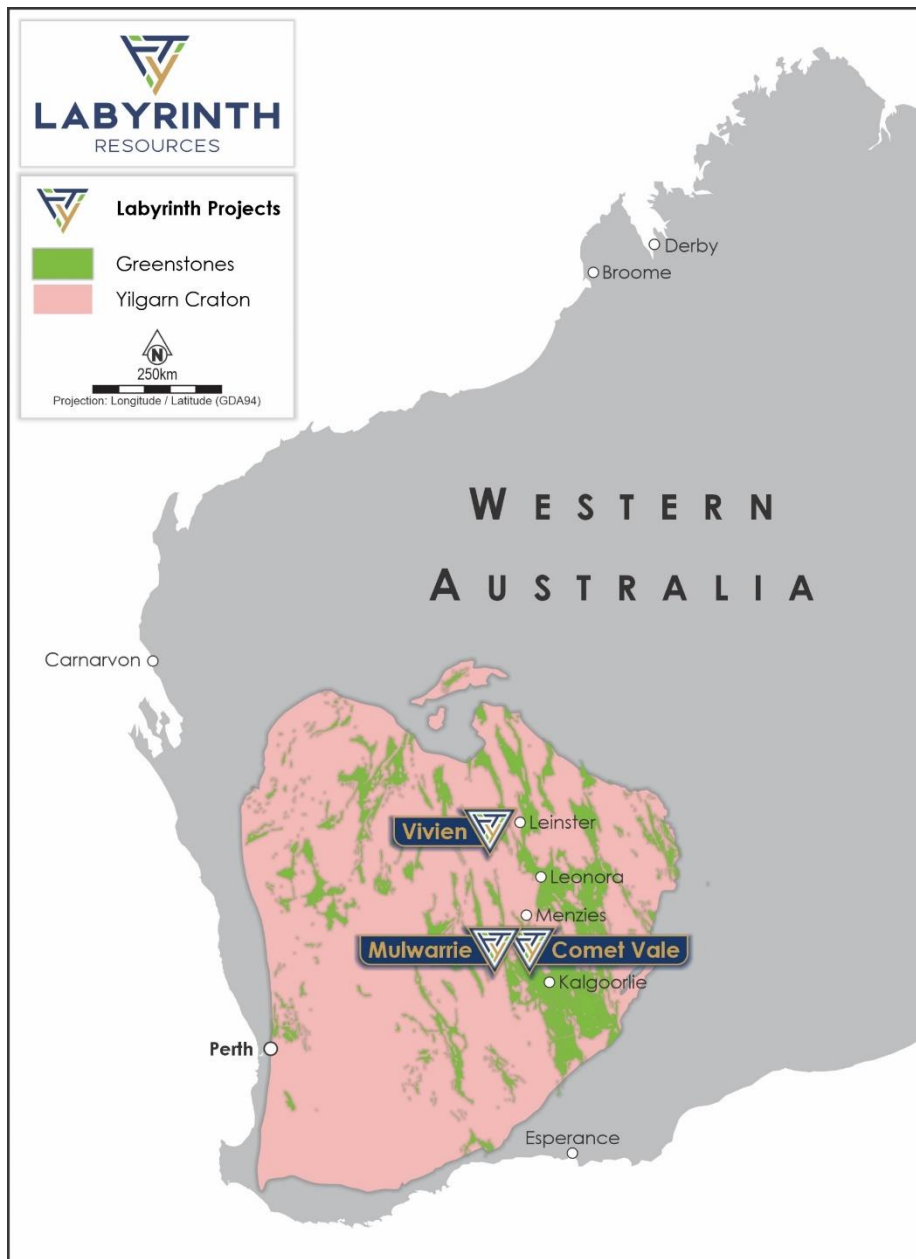 LABYRINTH
RESOURCES
Labyrinth Projects
Greenstones
Yilgarn Craton
N
250km
Projection: Longitude / Latitude (GDA94)
Derby
Broome
WESTERN
AUSTRALIA
Carnarvon
Vivien
Leinster
Leonora
Menzies
Mulwarrie
Comet Vale
Kalgoorlie
Perth
Esperance